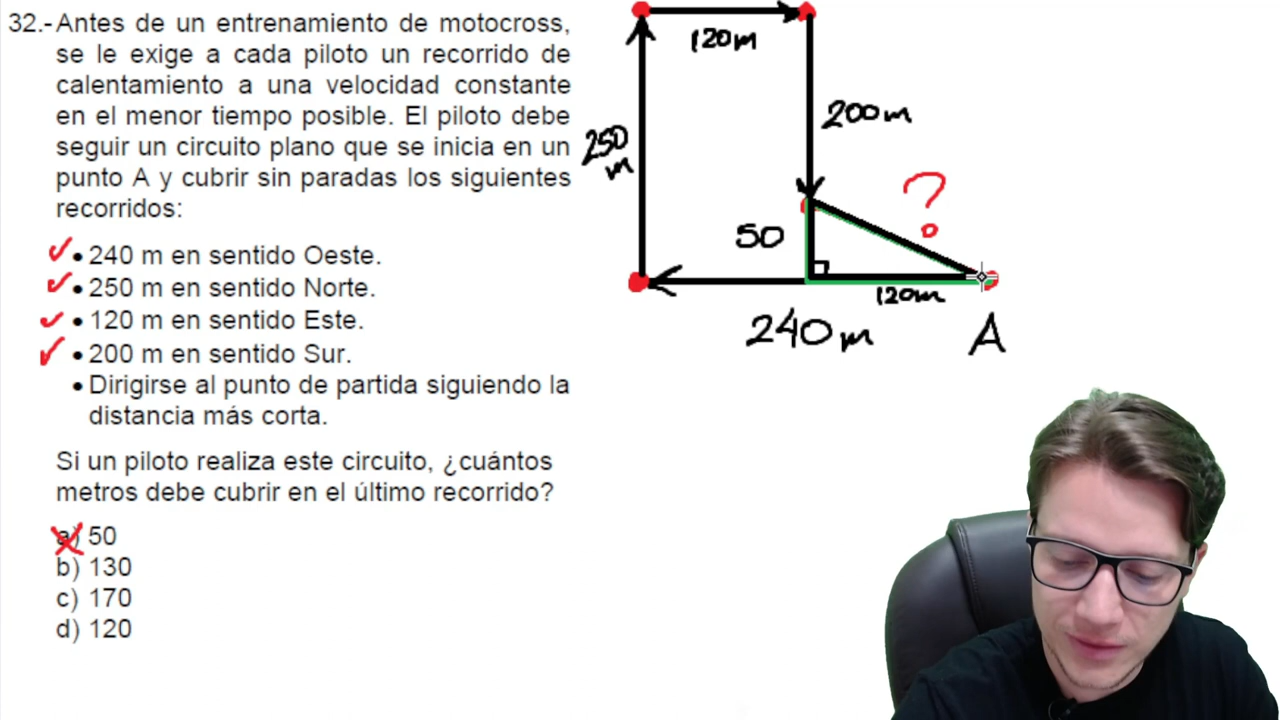 32.- Antes de un entrenamiento de motocross,
se le exige a cada piloto un recorrido de
calentamiento a una velocidad constante
en el menor tiempo posible. El piloto debe
seguir un circuito plano que se inicia en un
punto A y cubrir sin paradas los siguientes
recorridos:
• 240 m en sentido Oeste.
• 250 m en sentido Norte.
• 120 m en sentido Este.
• 200 m en sentido Sur.
• Dirigirse al punto de partida siguiendo la
distancia más corta.
Si un piloto realiza este circuito, ¿cuántos
metros debe cubrir en el último recorrido?
a) 50
b) 130
c) 170
d) 120
120m
200m
250
m
?
50
120m
240 m
A